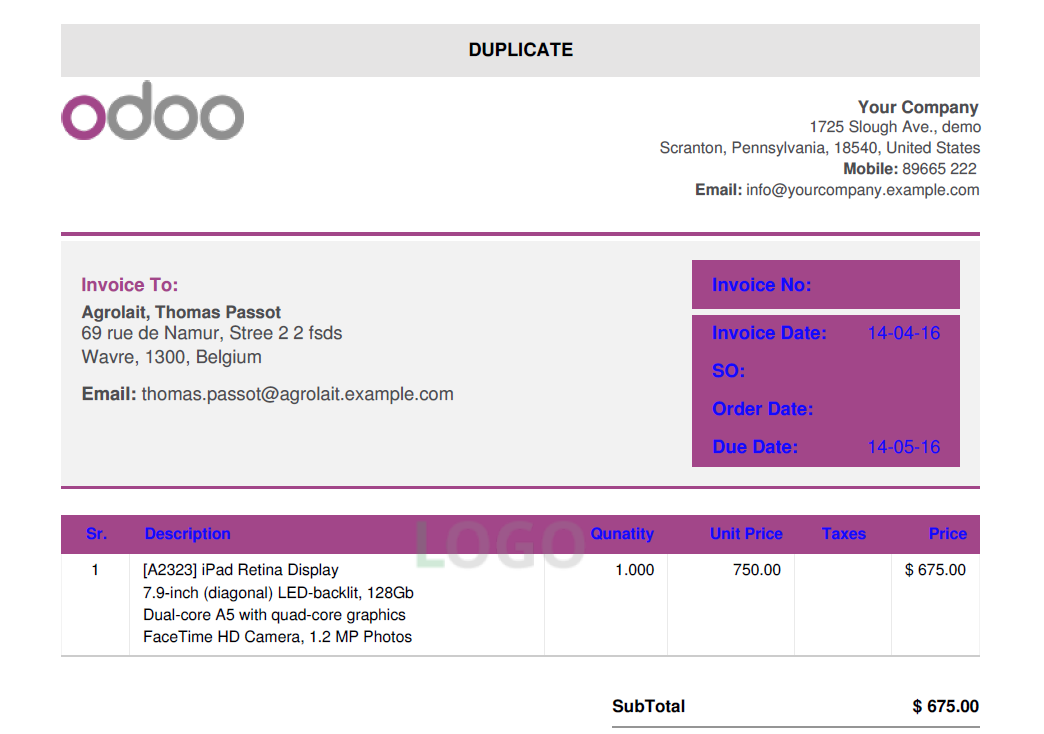 DUPLICATE
odoo
Your Company
1725 Slough Ave., demo
Scranton, Pennsylvania, 18540, United States
Mobile: 89665 222
Email: info@yourcompany.example.com
Invoice To:
Agrolait, Thomas Passot
69 rue de Namur, Stree 2 2 fsds
Wavre, 1300, Belgium
Email: thomas.passot@agrolait.example.com
Invoice No:
Invoice Date: 14-04-16
SO:
Order Date:
Due Date: 14-05-16
LOGO
Sr. Description Qunatity Unit Price Taxes Price
1 [A2323] iPad Retina Display 1.000 750.00 $ 675.00
7.9-inch (diagonal) LED-backlit, 128Gb
Dual-core A5 with quad-core graphics
FaceTime HD Camera, 1.2 MP Photos
SubTotal $ 675.00